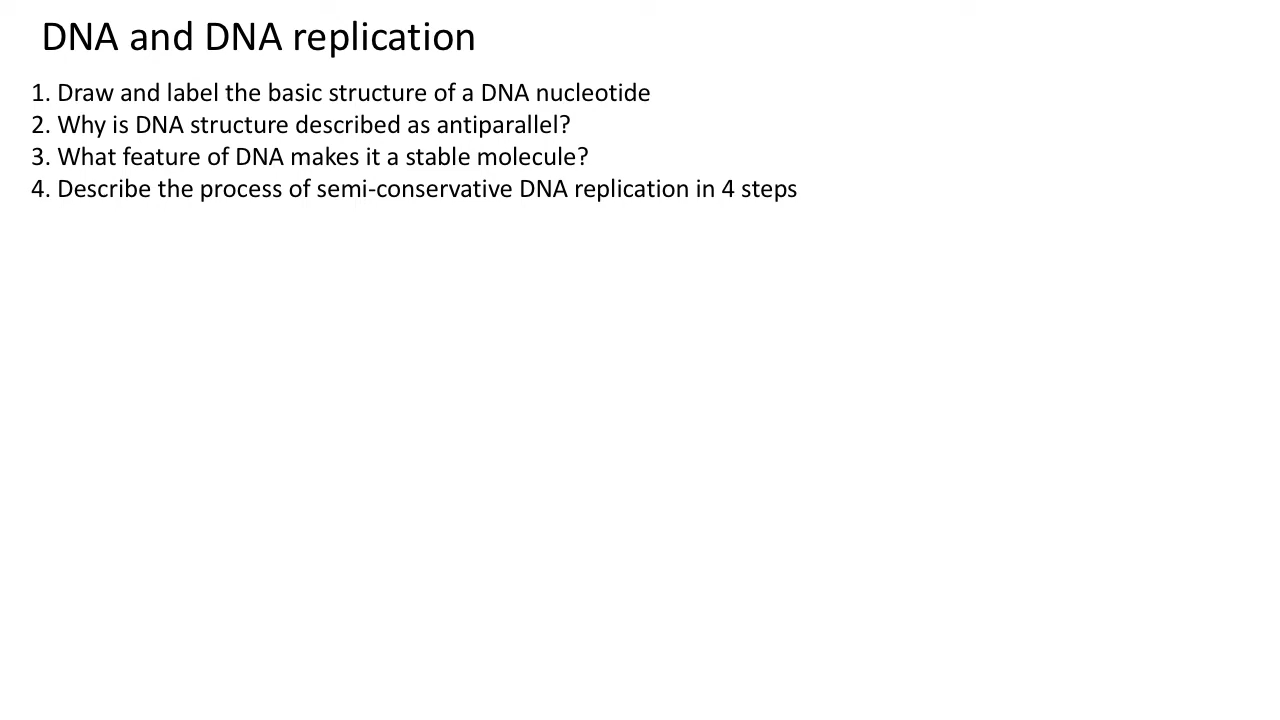 DNA and DNA replication
1. Draw and label the basic structure of a DNA nucleotide
2. Why is DNA structure described as antiparallel?
3. What feature of DNA makes it a stable molecule?
4. Describe the process of semi-conservative DNA replication in 4 steps